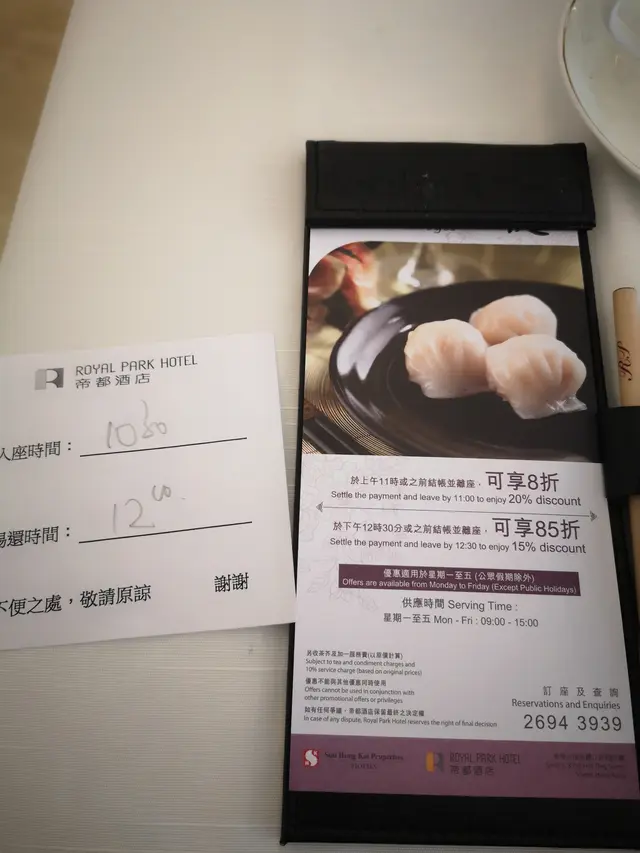 ROYAL PARK HOTEL
帝都酒店
入座時間：10:30
還時間：12:00
不便之處，敬請原諒
謝謝
於上午11時或之前結帳並離座，可享8折
Settle the payment and leave by 11:00 to enjoy 20% discount
於下午12時30分或之前結帳並離座，可享85折
Settle the payment and leave by 12:30 to enjoy 15% discount
優惠適用於星期一至五 (公眾假期除外)
Offers are available from Monday to Friday (Except Public Holidays)
供應時間 Serving Time :
星期一至五 Mon - Fri : 09:00 - 15:00
另收茶芥及加一服務費(以原價計算)
Subject to tea and condiment charges and
10% service charge (based on original prices)
優惠不能與其他優惠同時使用
Offers cannot be used in conjunction with
other promotional offers or privileges
如有任何爭議，帝都酒店保留最終之決定權
In case of any dispute, Royal Park Hotel reserves the right of final decision
訂座及查詢
Reservations and Enquiries
2694 3939
Sun Hung Kai Properties
ROYAL PARK HOTEL
帝都酒店
RP